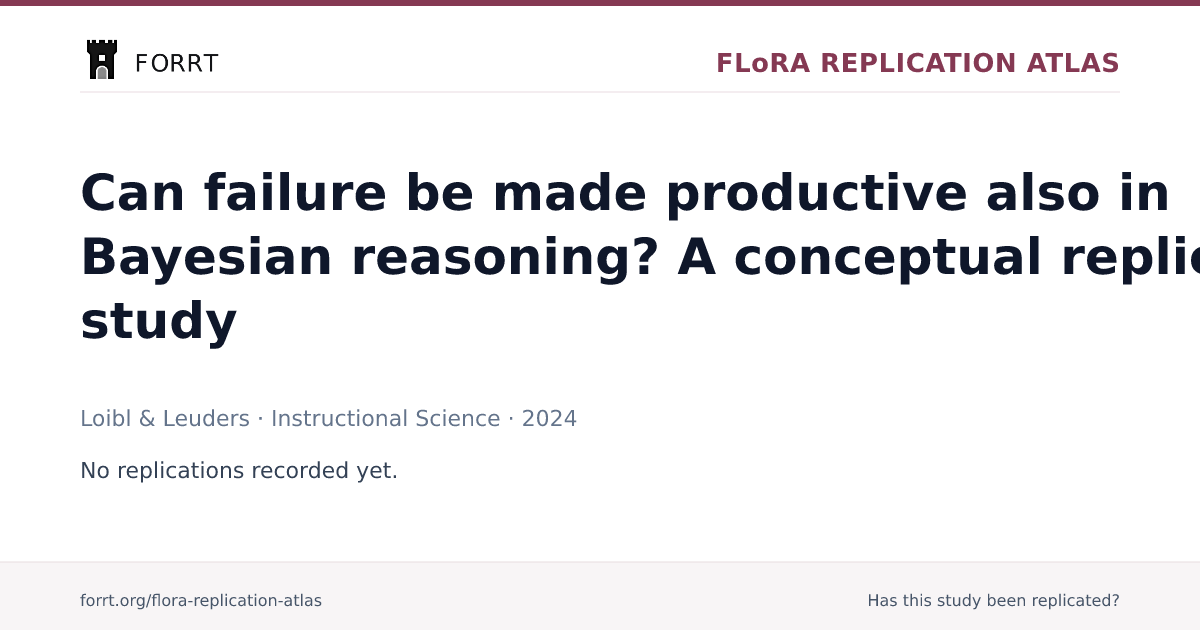 FORRT
FLoRA REPLICATION ATLAS
Can failure be made productive also in
Bayesian reasoning? A conceptual
study
Loibl & Leuders · Instructional Science · 2024
No replications recorded yet.
forrt.org/flora-replication-atlas
Has this study been replicated?